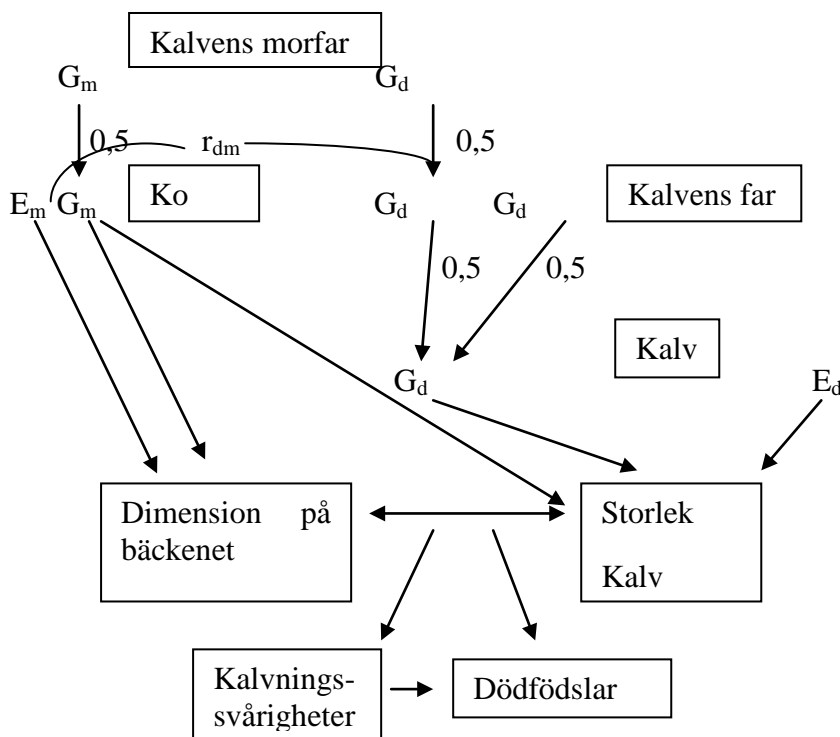 Kalvens morfar
G_m G_d
0,5 r_dm 0,5
E_m G_m Ko G_d G_d Kalvens far
0,5 0,5
Kalv
G_d E_d
Dimension på
bäckenet
Storlek
Kalv
Kalvnings-
svårigheter
Dödfödslar